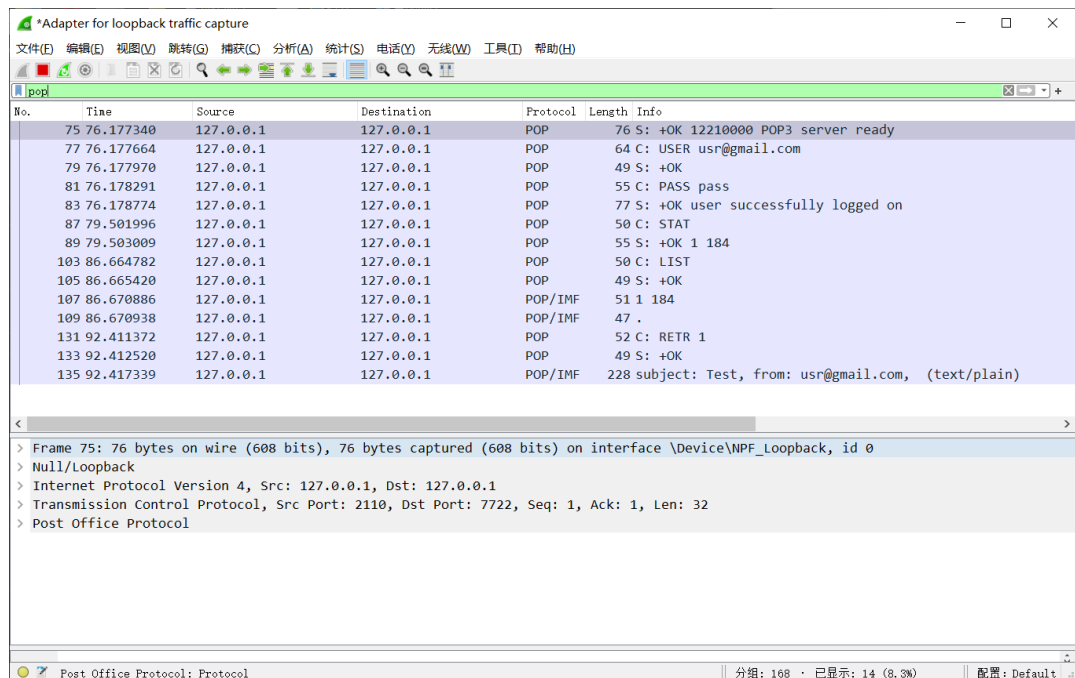 *Adapter for loopback traffic capture
文件(F) 编辑(E) 视图(V) 跳转(G) 捕获(C) 分析(A) 统计(S) 电话(Y) 无线(W) 工具(T) 帮助(H)
pop
No. Time Source Destination Protocol Length Info
75 76.177340 127.0.0.1 127.0.0.1 POP 76 S: +OK 12210000 POP3 server ready
77 76.177664 127.0.0.1 127.0.0.1 POP 64 C: USER usr@gmail.com
79 76.177970 127.0.0.1 127.0.0.1 POP 49 S: +OK
81 76.178291 127.0.0.1 127.0.0.1 POP 55 C: PASS pass
83 76.178774 127.0.0.1 127.0.0.1 POP 77 S: +OK user successfully logged on
87 79.501996 127.0.0.1 127.0.0.1 POP 50 C: STAT
89 79.503009 127.0.0.1 127.0.0.1 POP 55 S: +OK 1 184
103 86.664782 127.0.0.1 127.0.0.1 POP 50 C: LIST
105 86.665420 127.0.0.1 127.0.0.1 POP 49 S: +OK
107 86.670886 127.0.0.1 127.0.0.1 POP/IMF 51 1 184
109 86.670938 127.0.0.1 127.0.0.1 POP/IMF 47 .
131 92.411372 127.0.0.1 127.0.0.1 POP 52 C: RETR 1
133 92.412520 127.0.0.1 127.0.0.1 POP 49 S: +OK
135 92.417339 127.0.0.1 127.0.0.1 POP/IMF 228 subject: Test, from: usr@gmail.com, (text/plain)
Frame 75: 76 bytes on wire (608 bits), 76 bytes captured (608 bits) on interface \Device\NPF_Loopback, id 0
Null/Loopback
Internet Protocol Version 4, Src: 127.0.0.1, Dst: 127.0.0.1
Transmission Control Protocol, Src Port: 2110, Dst Port: 7722, Seq: 1, Ack: 1, Len: 32
Post Office Protocol
Post Office Protocol: Protocol 分组: 168 · 已显示: 14 (8.3%) 配置: Default